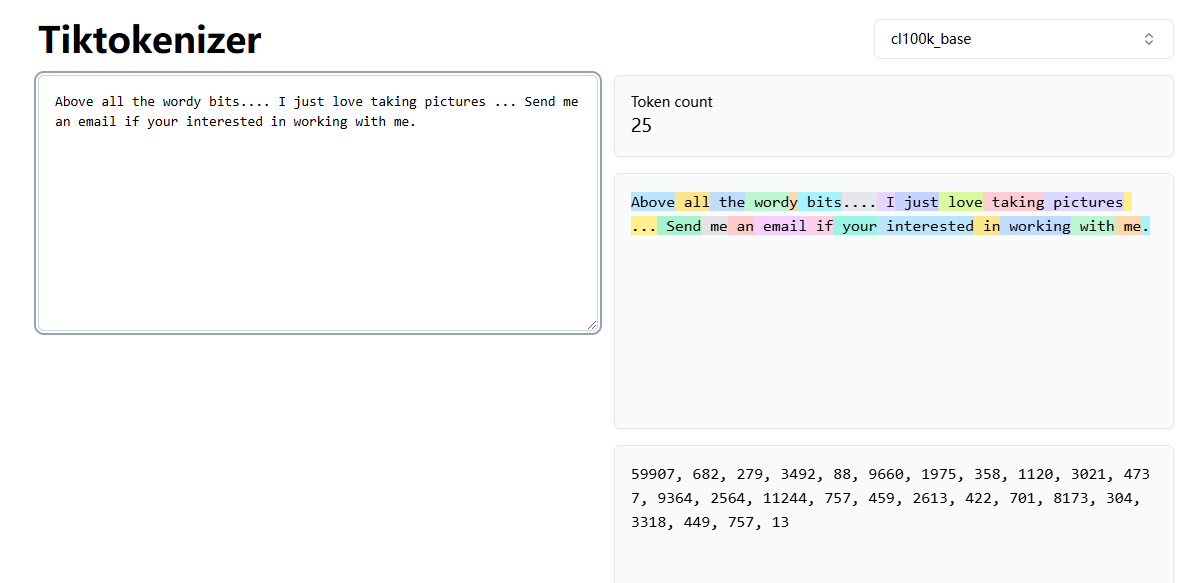 Tiktokenizer
cl100k_base
Above all the wordy bits.... I just love taking pictures ... Send me
an email if your interested in working with me.
Token count
25
Above all the wordy bits.... I just love taking pictures
... Send me an email if your interested in working with me.
59907, 682, 279, 3492, 88, 9660, 1975, 358, 1120, 3021, 473
7, 9364, 2564, 11244, 757, 459, 2613, 422, 701, 8173, 304,
3318, 449, 757, 13